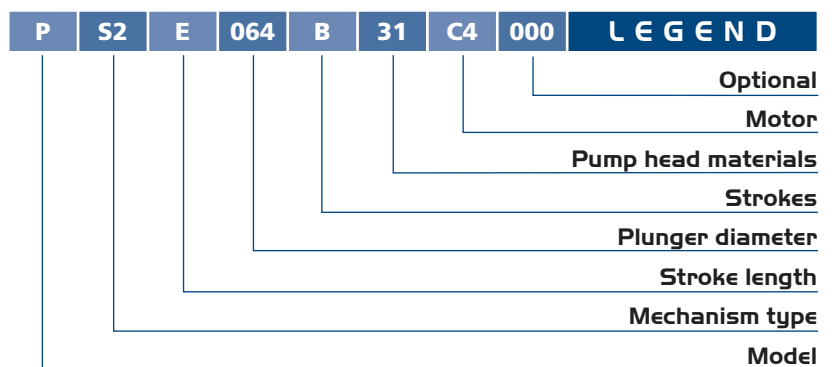 P S2 E 064 B 31 C4 000 LEGEND
Optional
Motor
Pump head materials
Strokes
Plunger diameter
Stroke length
Mechanism type
Model